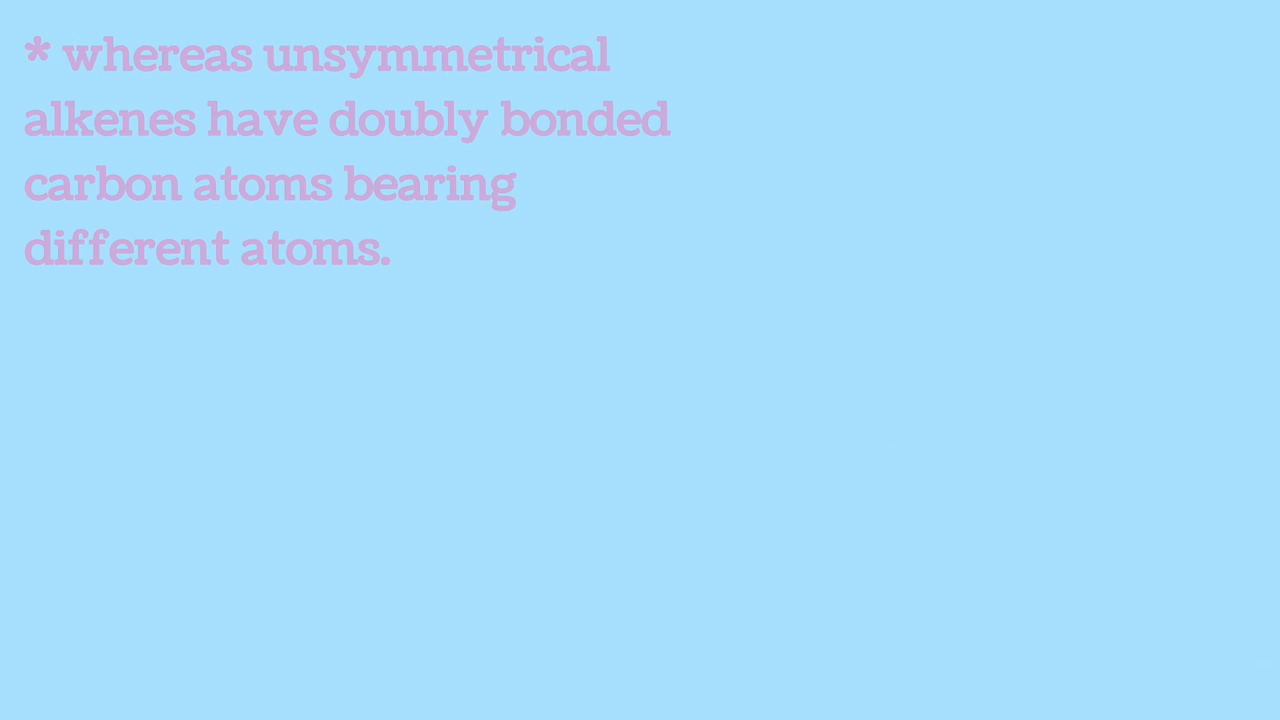 * whereas unsymmetrical
alkenes have doubly bonded
carbon atoms bearing
different atoms.